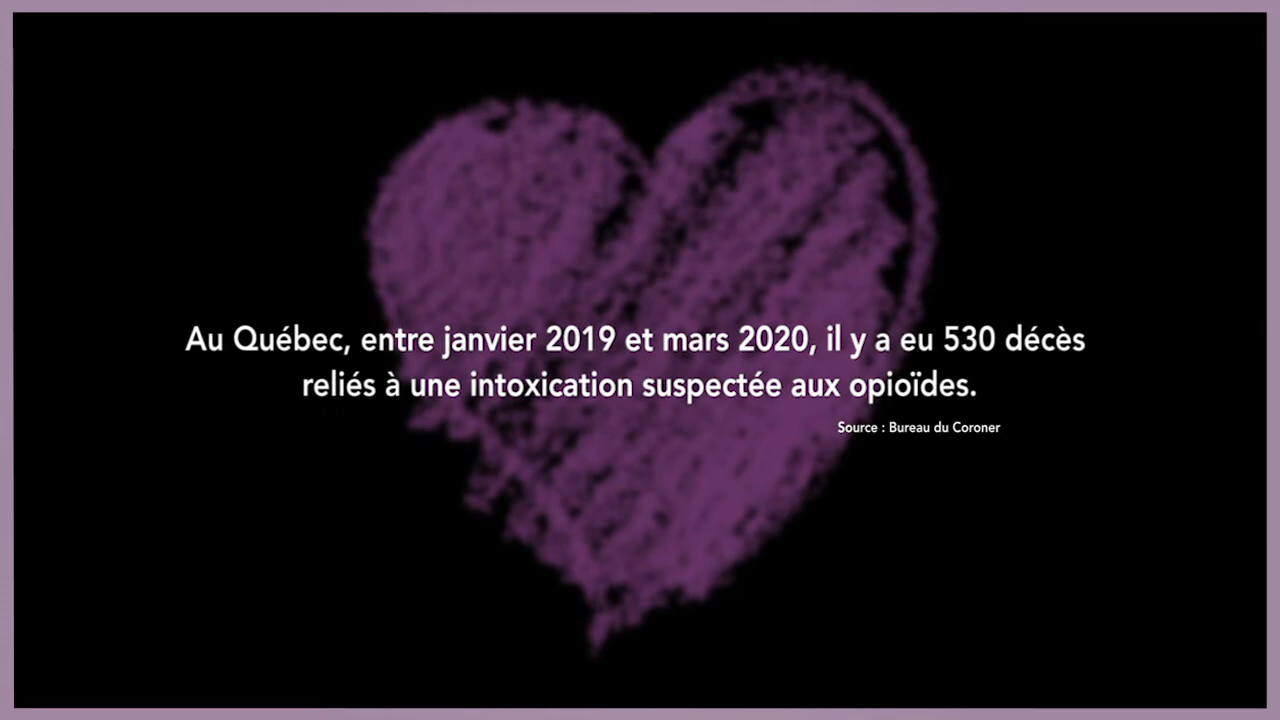 Au Québec, entre janvier 2019 et mars 2020, il y a eu 530 décès
reliés à une intoxication suspectée aux opioïdes.
Source : Bureau du Coroner